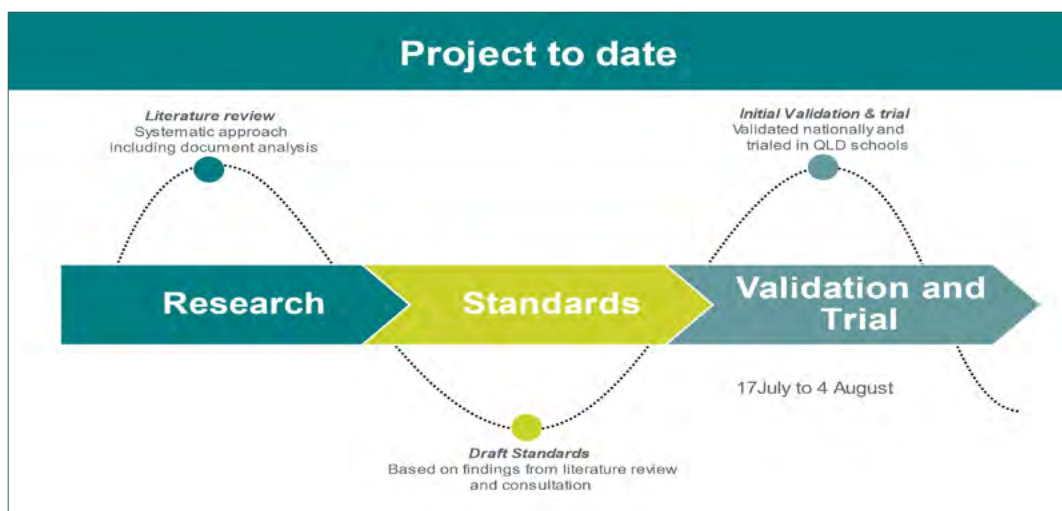 Project to date
Literature review
Systematic approach
including document analysis
Initial Validation & trial
Validated nationally and
trialed in QLD schools
Research
Standards
Validation and
Trial
17July to 4 August
Draft Standards
Based on findings from literature review
and consultation